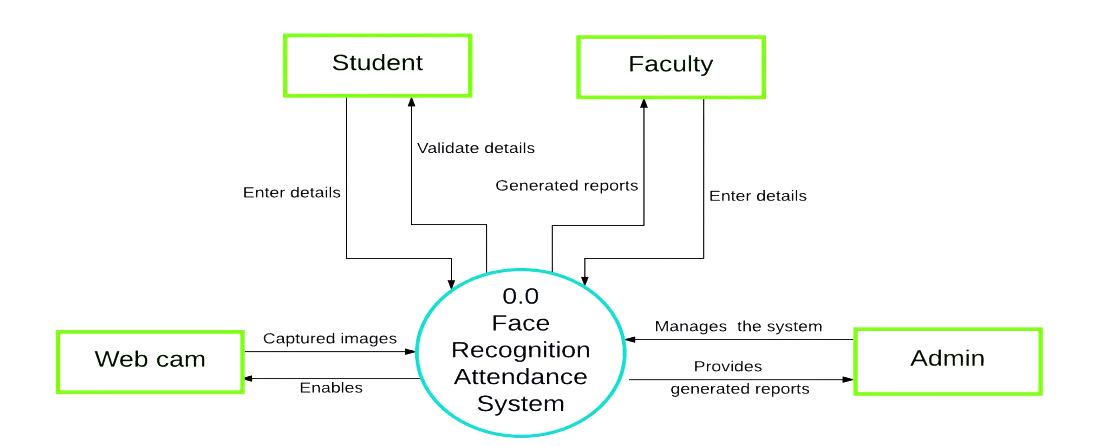 Student
Faculty
Validate details
Generated reports
Enter details
Enter details
0.0
Face
Recognition
Attendance
System
Captured images
Web cam
Enables
Manages the system
Admin
Provides
generated reports